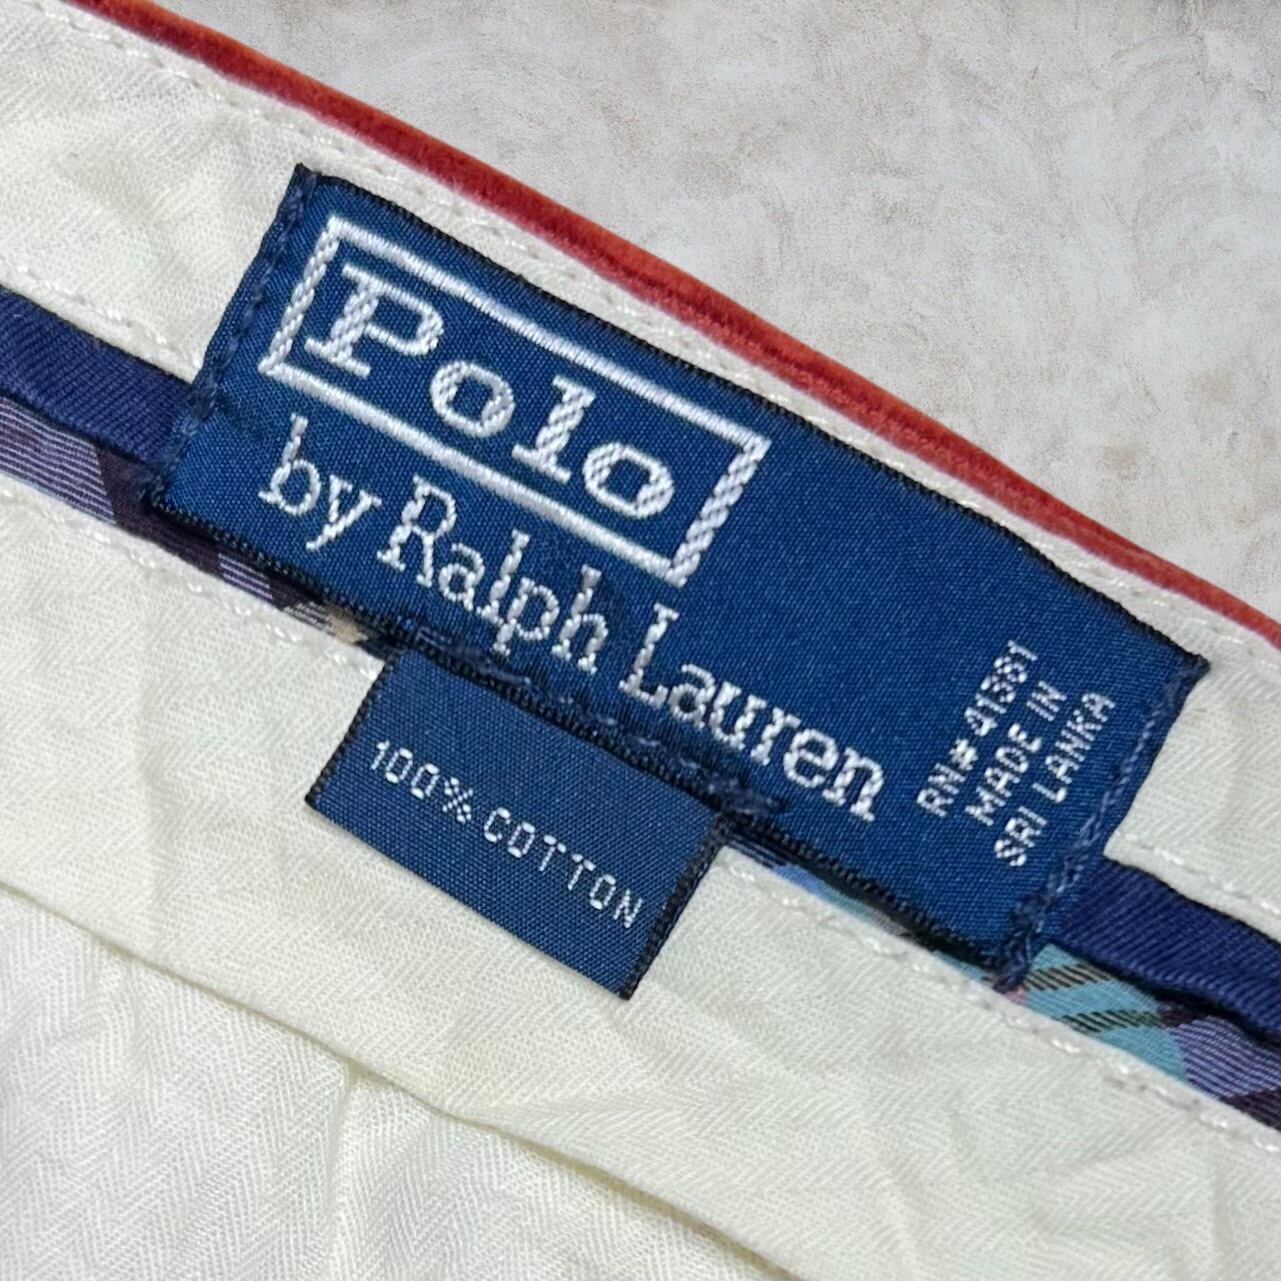 Polo
by Ralph Lauren
RN# 41381
MADE IN
SRI LANKA
100% COTTON